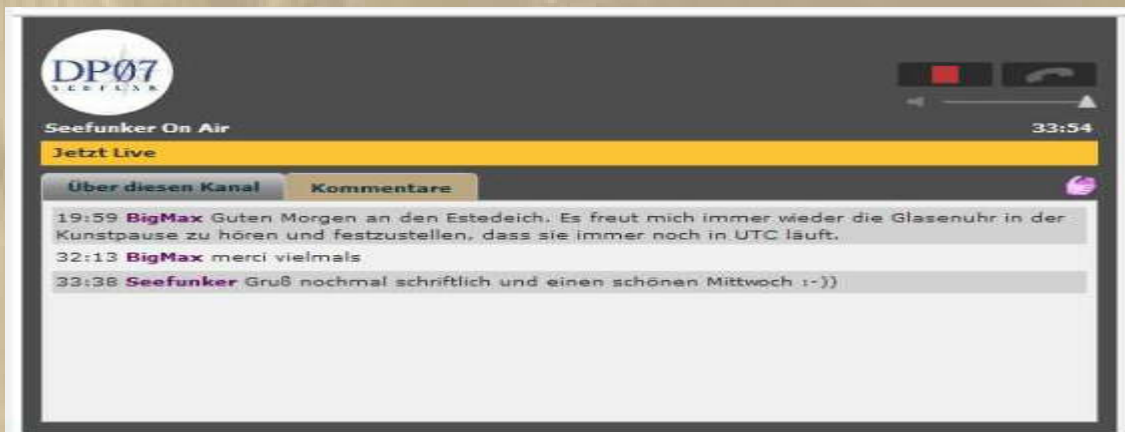 DP07
SEEFUNK
Seefunker On Air
33:54
Jetzt Live
Über diesen Kanal
Kommentare
19:59 BigMax Guten Morgen an den Estedeich. Es freut mich immer wieder die Glasenuhr in der
Kunstpause zu hören und festzustellen, dass sie immer noch in UTC läuft.
32:13 BigMax merci vielmals
33:38 Seefunker Gruß nochmal schriftlich und einen schönen Mittwoch :-))